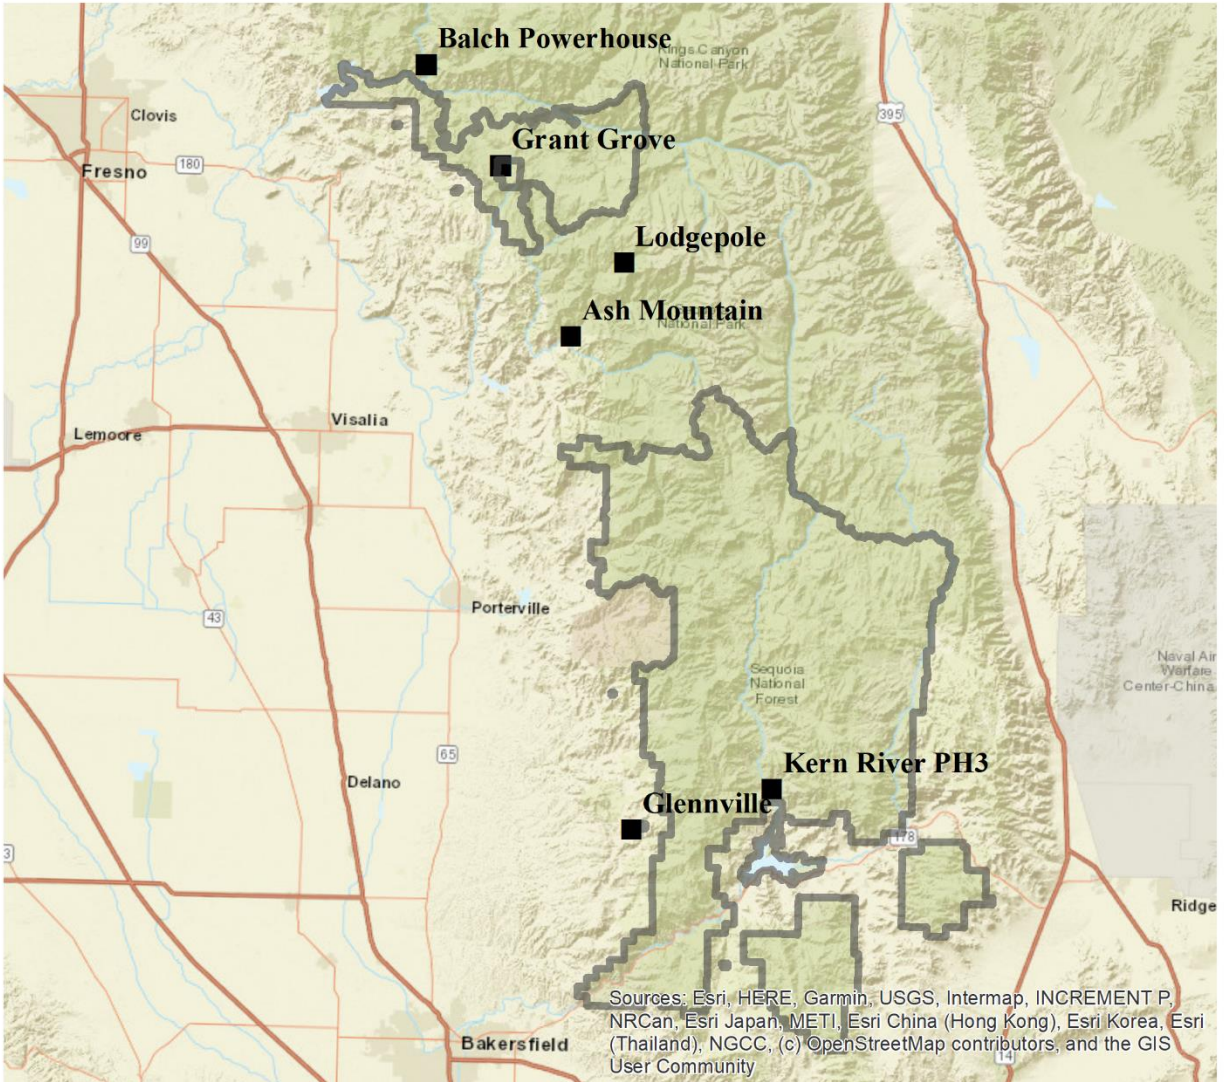 Balch Powerhouse
Kings Canyon
National Park
Clovis
395
Grant Grove
Fresno
180
99
Lodgepole
Ash Mountain
National Park
Visalia
Lemoore
Porterville
43
Sequoia
National
Forest
Naval Air
Warfare
Center-China
65
Kern River PH3
Delano
Glennville
178
3
Ridge
Sources: Esri, HERE, Garmin, USGS, Intermap, INCREMENT P,
NRCan, Esri Japan, METI, Esri China (Hong Kong), Esri Korea, Esri
(Thailand), NGCC, (c) OpenStreetMap contributors, and the GIS
User Community
Bakersfield
14